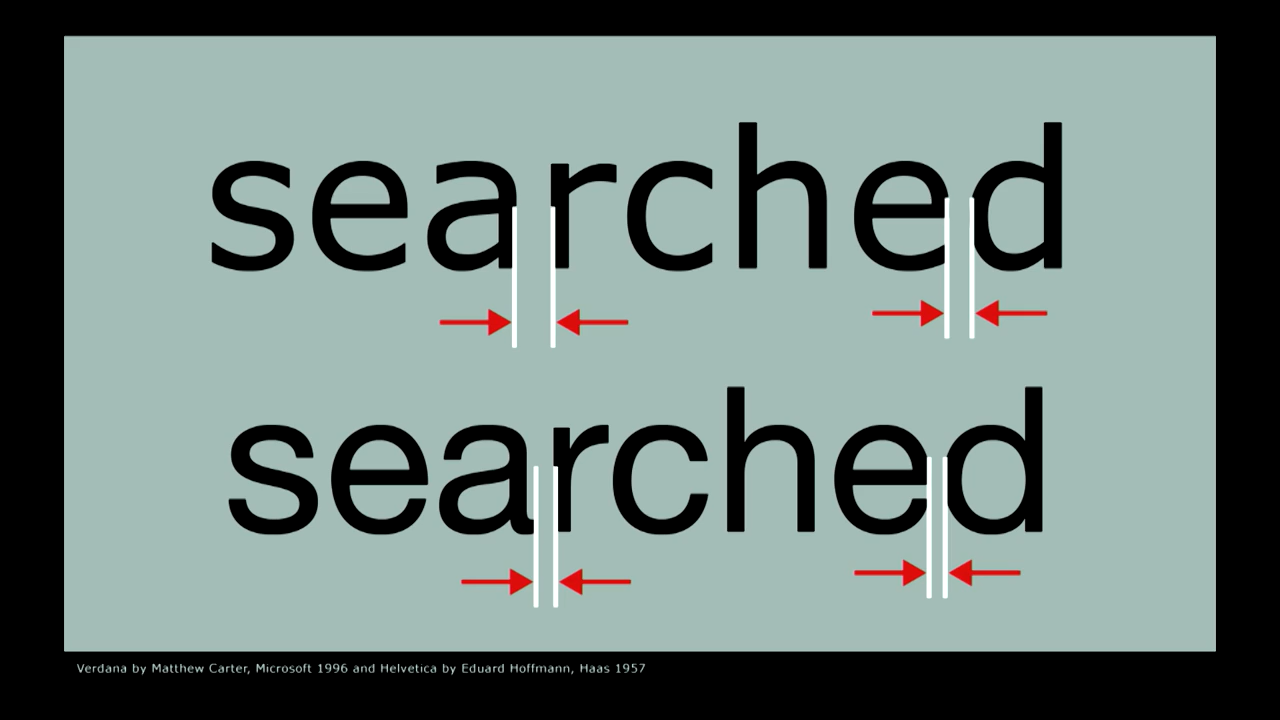 searched
searched
Verdana by Matthew Carter, Microsoft 1996 and Helvetica by Eduard Hoffmann, Haas 1957